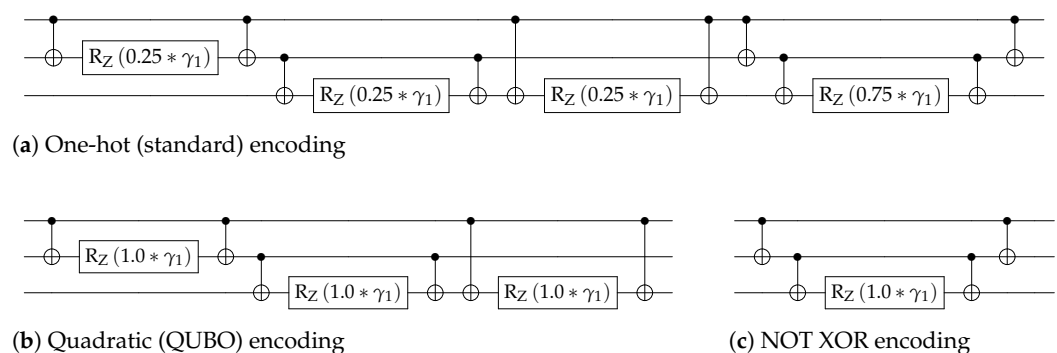 R_Z (0.25 * γ_1)
R_Z (0.25 * γ_1) R_Z (0.25 * γ_1) R_Z (0.75 * γ_1)
(a) One-hot (standard) encoding
R_Z (1.0 * γ_1)
R_Z (1.0 * γ_1) R_Z (1.0 * γ_1) R_Z (1.0 * γ_1)
(b) Quadratic (QUBO) encoding (c) NOT XOR encoding